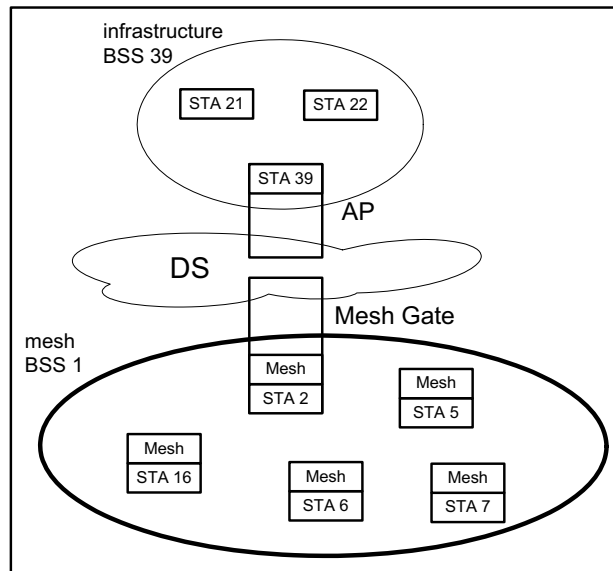 infrastructure
BSS 39
STA 21
STA 22
STA 39
AP
DS
Mesh Gate
mesh
BSS 1
Mesh
STA 2
Mesh
STA 5
Mesh
STA 16
Mesh
STA 6
Mesh
STA 7